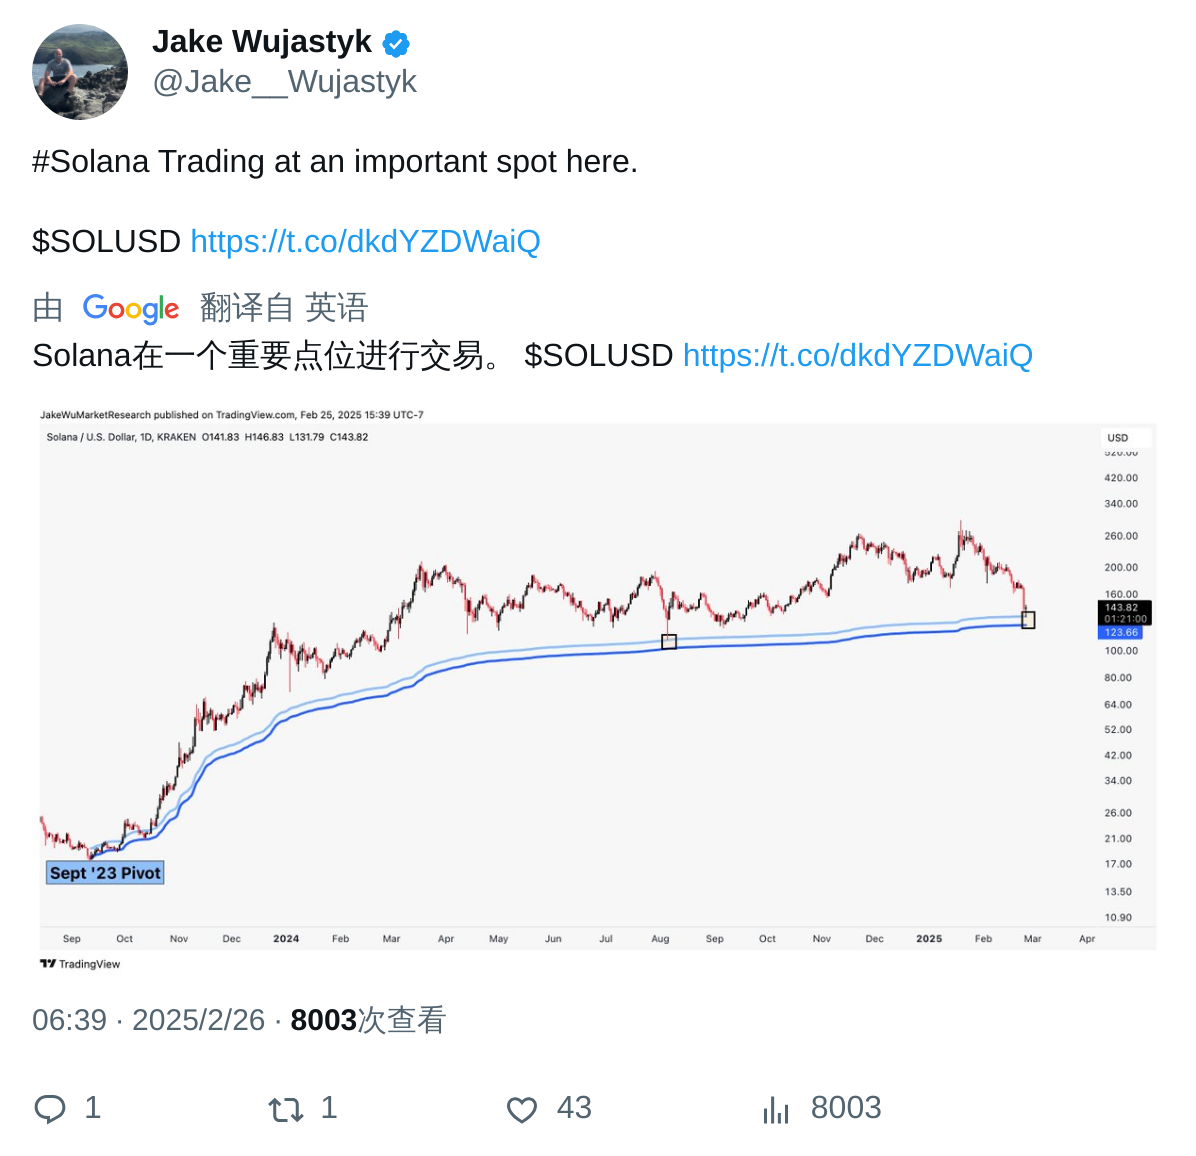 Jake Wujastyk
@Jake__Wujastyk
#Solana Trading at an important spot here.
$SOLUSD https://t.co/dkdYZDWaiQ
由 Google 翻译自 英语
Solana在一个重要点位进行交易。 $SOLUSD https://t.co/dkdYZDWaiQ
JakeWuMarketResearch published on TradingView.com, Feb 25, 2025 15:39 UTC-7
Solana / U.S. Dollar, 1D, KRAKEN O141.83 H146.83 L131.79 C143.82
USD
520.00
420.00
340.00
260.00
200.00
160.00
143.82
01:21:00
123.66
100.00
80.00
64.00
52.00
42.00
34.00
26.00
21.00
17.00
Sept '23 Pivot
13.50
10.90
Sep Oct Nov Dec 2024 Feb Mar Apr May Jun Jul Aug Sep Oct Nov Dec 2025 Feb Mar Apr
TradingView
06:39 · 2025/2/26 · 8003次查看
1 1 43 8003